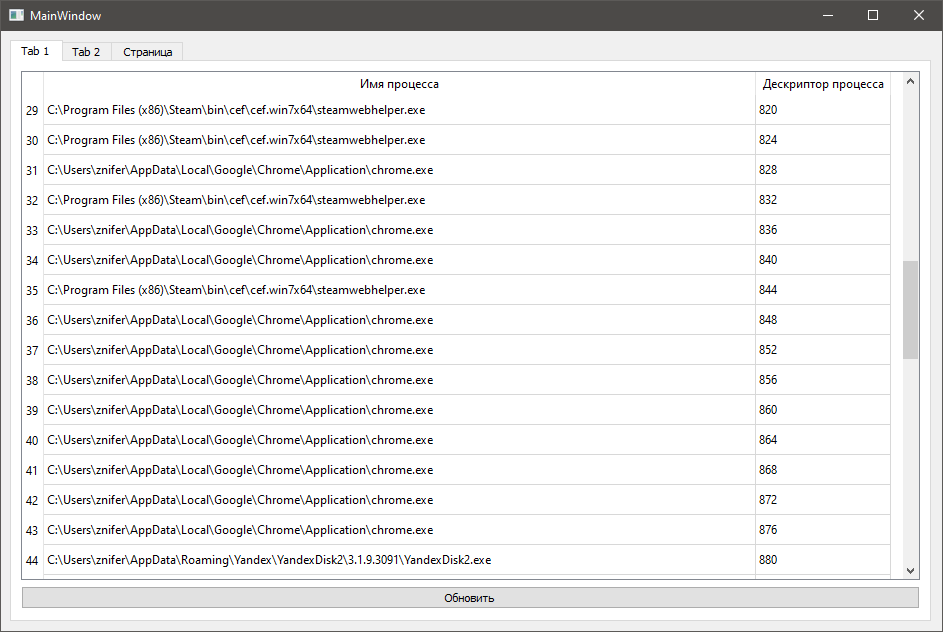 MainWindow
Tab 1 Tab 2 Страница
Имя процесса Дескриптор процесса
29 C:\Program Files (x86)\Steam\bin\cef\cef.win7x64\steamwebhelper.exe 820
30 C:\Program Files (x86)\Steam\bin\cef\cef.win7x64\steamwebhelper.exe 824
31 C:\Users\znifer\AppData\Local\Google\Chrome\Application\chrome.exe 828
32 C:\Program Files (x86)\Steam\bin\cef\cef.win7x64\steamwebhelper.exe 832
33 C:\Users\znifer\AppData\Local\Google\Chrome\Application\chrome.exe 836
34 C:\Users\znifer\AppData\Local\Google\Chrome\Application\chrome.exe 840
35 C:\Program Files (x86)\Steam\bin\cef\cef.win7x64\steamwebhelper.exe 844
36 C:\Users\znifer\AppData\Local\Google\Chrome\Application\chrome.exe 848
37 C:\Users\znifer\AppData\Local\Google\Chrome\Application\chrome.exe 852
38 C:\Users\znifer\AppData\Local\Google\Chrome\Application\chrome.exe 856
39 C:\Users\znifer\AppData\Local\Google\Chrome\Application\chrome.exe 860
40 C:\Users\znifer\AppData\Local\Google\Chrome\Application\chrome.exe 864
41 C:\Users\znifer\AppData\Local\Google\Chrome\Application\chrome.exe 868
42 C:\Users\znifer\AppData\Local\Google\Chrome\Application\chrome.exe 872
43 C:\Users\znifer\AppData\Local\Google\Chrome\Application\chrome.exe 876
44 C:\Users\znifer\AppData\Roaming\Yandex\YandexDisk2\3.1.9.3091\YandexDisk2.exe 880
Обновить